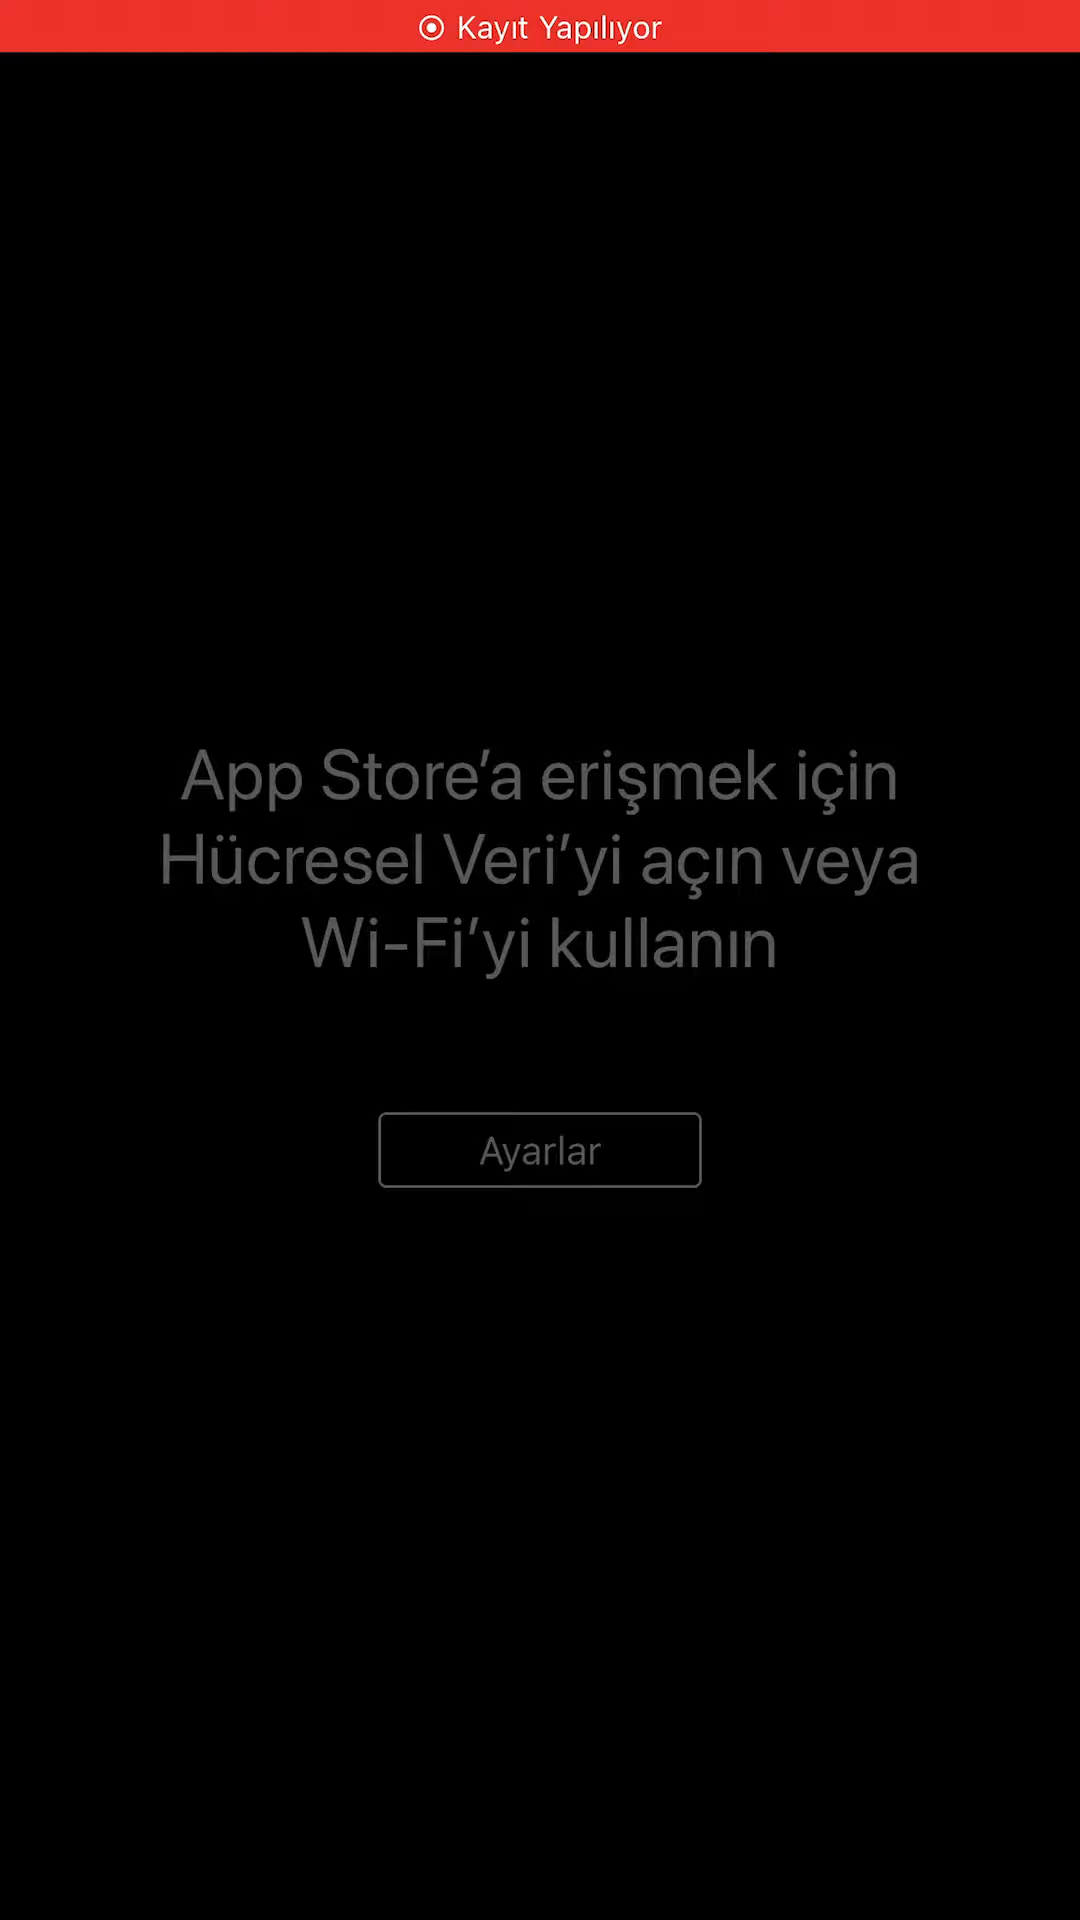 Kayıt Yapılıyor
App Store’a erişmek için
Hücresel Veri’yi açın veya
Wi-Fi’yi kullanın
Ayarlar